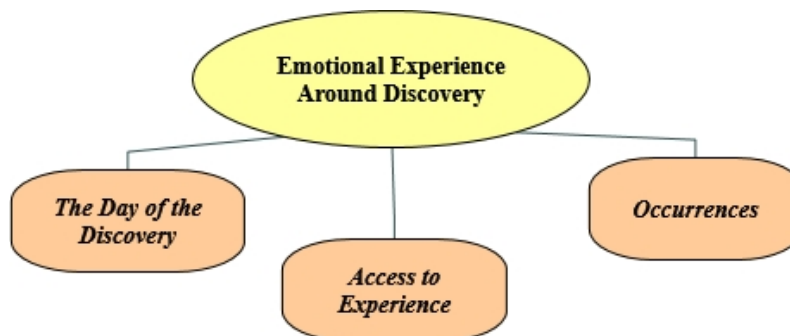 Emotional Experience
Around Discovery
The Day of the
Discovery
Access to
Experience
Occurrences